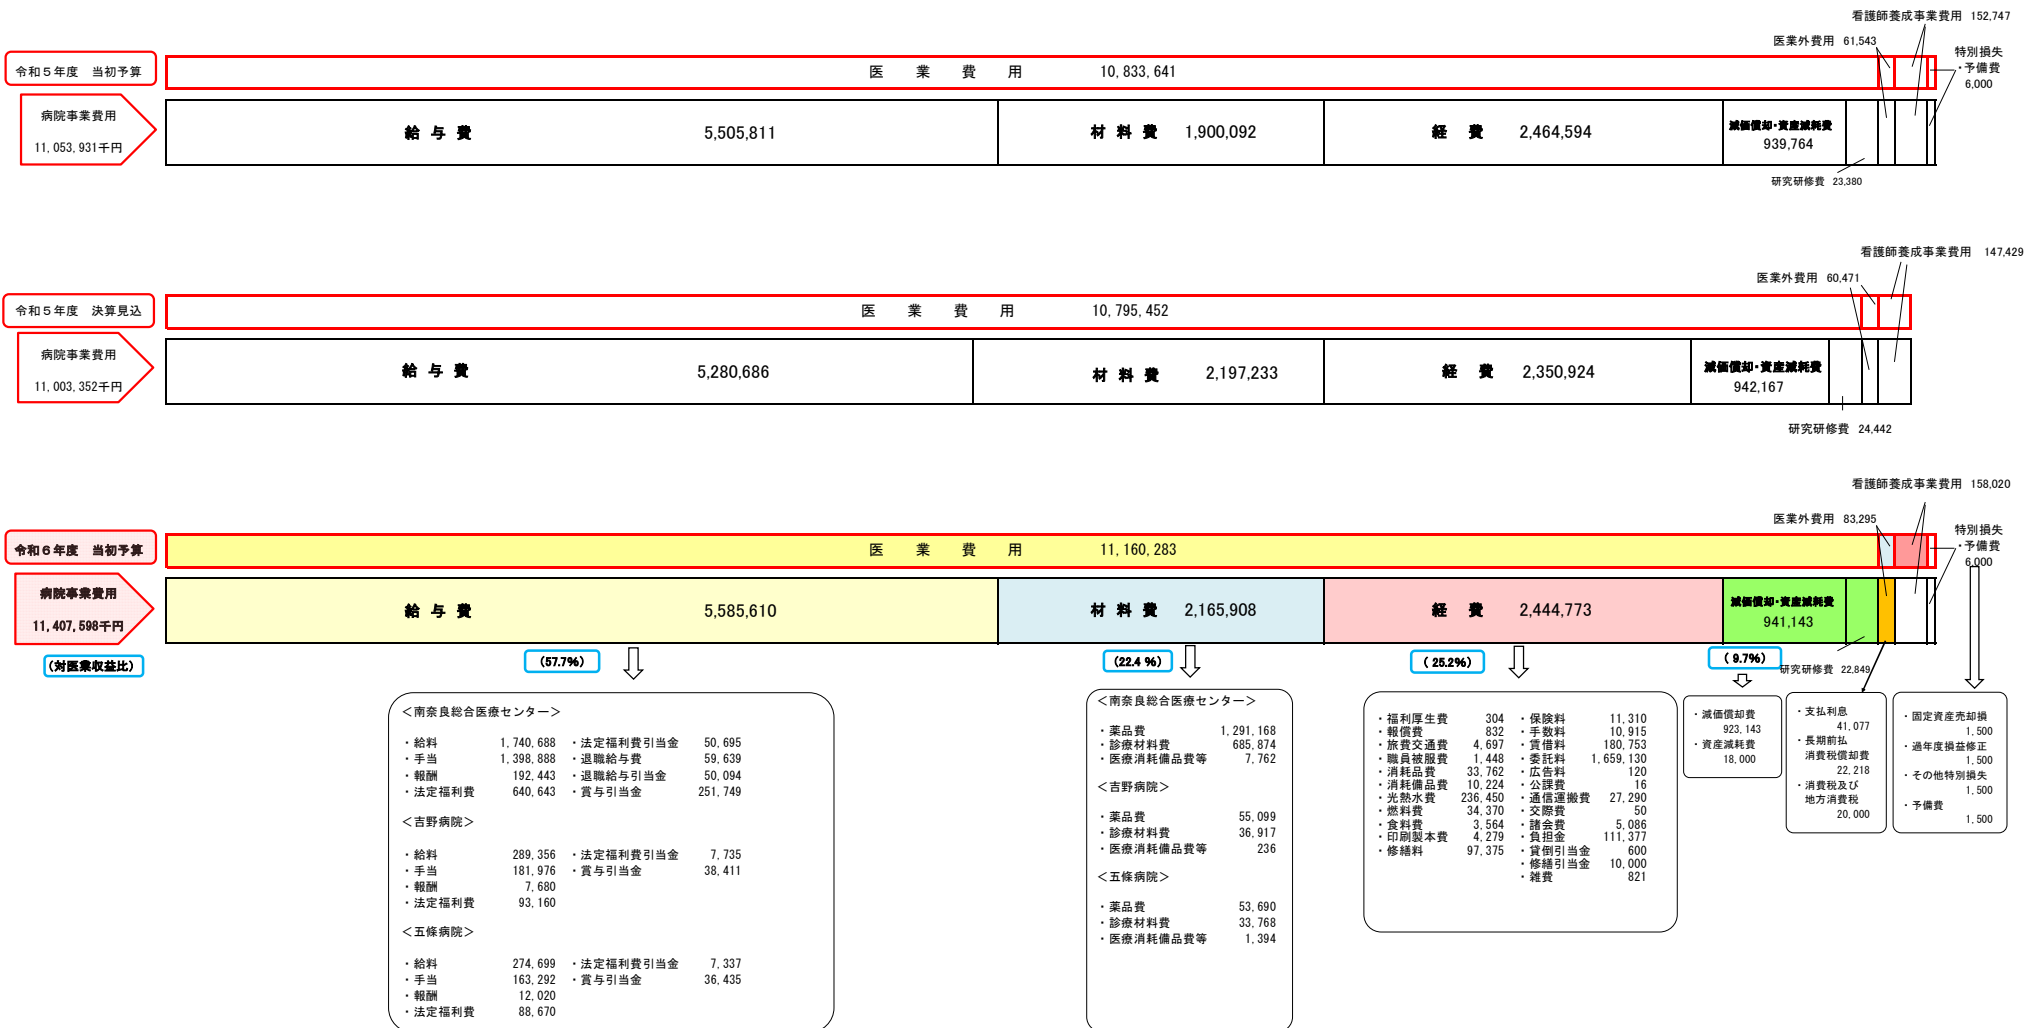 看護師養成事業費用 152,747
医業外費用 61,543
特別損失
・予備費
6,000
令和5年度 当初予算
医 業 費 用 10,833,641
病院事業費用
11,053,931千円
給 与 費 5,505,811
材 料 費 1,900,092
経 費 2,464,594
減価償却・資産減耗費
939,764
研究研修費 23,380
看護師養成事業費用 147,429
医業外費用 60,471
令和5年度 決算見込
医 業 費 用 10,795,452
病院事業費用
11,003,352千円
給 与 費 5,280,686
材 料 費 2,197,233
経 費 2,350,924
減価償却・資産減耗費
942,167
研究研修費 24,442
看護師養成事業費用 158,020
医業外費用 83,295
特別損失
・予備費
6,000
令和6年度 当初予算
医 業 費 用 11,160,283
病院事業費用
11,407,598千円
給 与 費 5,585,610
材 料 費 2,165,908
経 費 2,444,773
減価償却・資産減耗費
941,143
研究研修費 22,849
(対医業収益比)
(57.7%)
(22.4 %)
( 25.2%)
( 9.7%)
＜南奈良総合医療センター＞
・給料 1,740,688 ・法定福利費引当金 50,695
・手当 1,398,888 ・退職給与費 59,639
・報酬 192,443 ・退職給与引当金 50,094
・法定福利費 640,643 ・賞与引当金 251,749
＜吉野病院＞
・給料 289,356 ・法定福利費引当金 7,735
・手当 181,976 ・賞与引当金 38,411
・報酬 7,680
・法定福利費 93,160
＜五條病院＞
・給料 274,699 ・法定福利費引当金 7,337
・手当 163,292 ・賞与引当金 36,435
・報酬 12,020
・法定福利費 88,670
＜南奈良総合医療センター＞
・薬品費 1,291,168
・診療材料費 685,874
・医療消耗備品費等 7,762
＜吉野病院＞
・薬品費 55,099
・診療材料費 36,917
・医療消耗備品費等 236
＜五條病院＞
・薬品費 53,690
・診療材料費 33,768
・医療消耗備品費等 1,394
・福利厚生費 304 ・保険料 11,310
・報償費 832 ・手数料 10,915
・旅費交通費 4,697 ・賃借料 180,753
・職員被服費 1,448 ・委託料 1,659,130
・消耗品費 33,762 ・広告料 120
・消耗備品費 10,224 ・公課費 16
・光熱水費 236,450 ・通信運搬費 27,290
・燃料費 34,370 ・交際費 50
・食料費 3,564 ・諸会費 5,086
・印刷製本費 4,279 ・負担金 111,377
・修繕料 97,375 ・貸倒引当金 600
・修繕引当金 10,000
・雑費 821
・減価償却費
923,143
・資産減耗費
18,000
・支払利息
41,077
・長期前払
消費税償却費
22,218
・消費税及び
地方消費税
20,000
・固定資産売却損
1,500
・過年度損益修正
1,500
・その他特別損失
1,500
・予備費
1,500